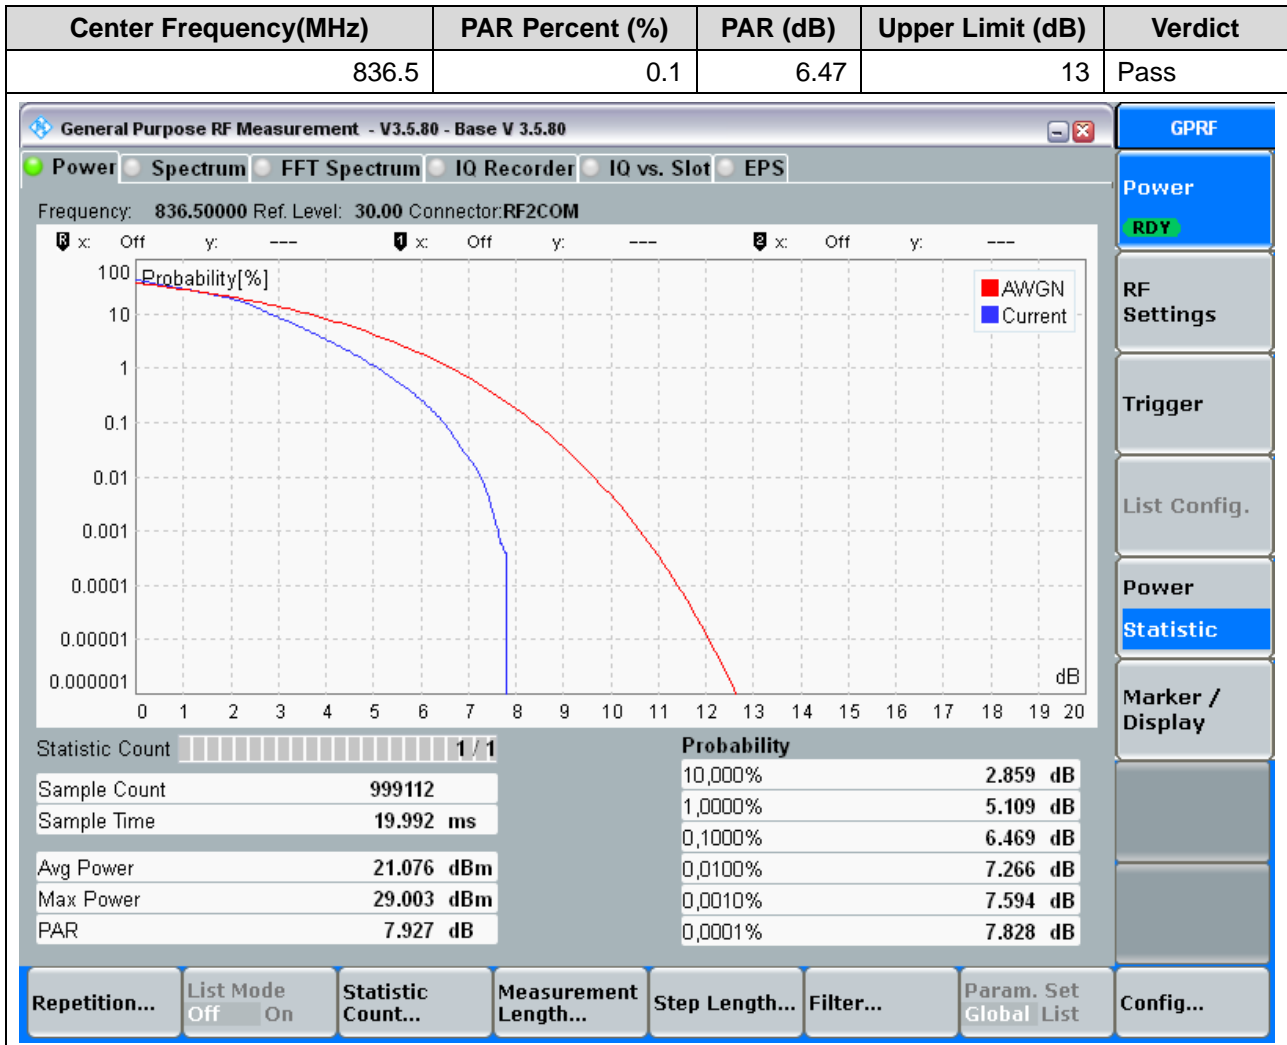 Center Frequency(MHz) PAR Percent (%) PAR (dB) Upper Limit (dB) Verdict
836.5 0.1 6.47 13 Pass
General Purpose RF Measurement - V3.5.80 - Base V 3.5.80
GPRF
Power Spectrum FFT Spectrum IQ Recorder IQ vs. Slot EPS
Frequency: 836.50000 Ref. Level: 30.00 Connector:RF2COM
R x: Off y: --- 1 x: Off y: --- 2 x: Off y: ---
Probability[%]
100
10
1
0.1
0.01
0.001
0.0001
0.00001
0.000001
AWGN
Current
dB
0 1 2 3 4 5 6 7 8 9 10 11 12 13 14 15 16 17 18 19 20
Statistic Count 1 / 1
Sample Count 999112
Sample Time 19.992 ms
Avg Power 21.076 dBm
Max Power 29.003 dBm
PAR 7.927 dB
Probability
10,000% 2.859 dB
1,0000% 5.109 dB
0,1000% 6.469 dB
0,0100% 7.266 dB
0,0010% 7.594 dB
0,0001% 7.828 dB
Power
RDY
RF
Settings
Trigger
List Config.
Power
Statistic
Marker /
Display
Repetition...
List Mode
Off On
Statistic
Count...
Measurement
Length...
Step Length...
Filter...
Param. Set
Global List
Config...